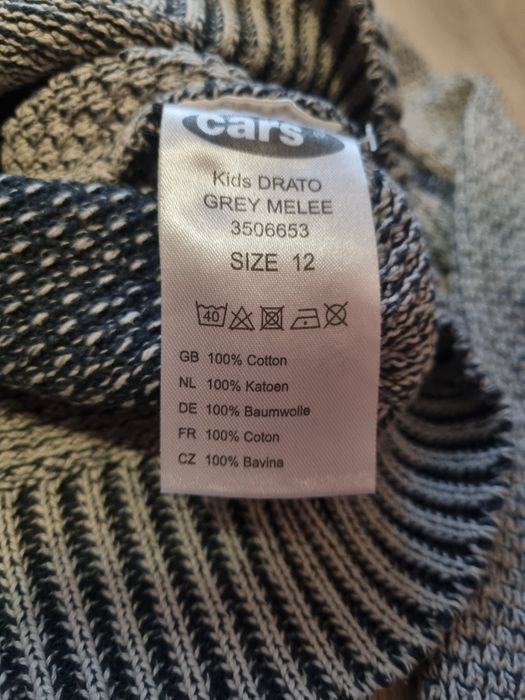 cars
Kids DRATO
GREY MELEE
3506653
SIZE 12
40
GB 100% Cotton
NL 100% Katoen
DE 100% Baumwolle
FR 100% Coton
CZ 100% Bavina